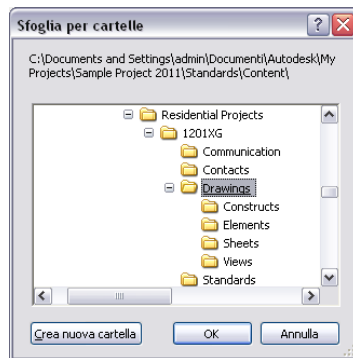 Sfoglia per cartelle
C:\Documents and Settings\admin\Documenti\Autodesk\My
Projects\Sample Project 2011\Standards\Content\
Residential Projects
1201XG
Communication
Contacts
Drawings
Constructs
Elements
Sheets
Views
Standards
Crea nuova cartella
OK
Annulla